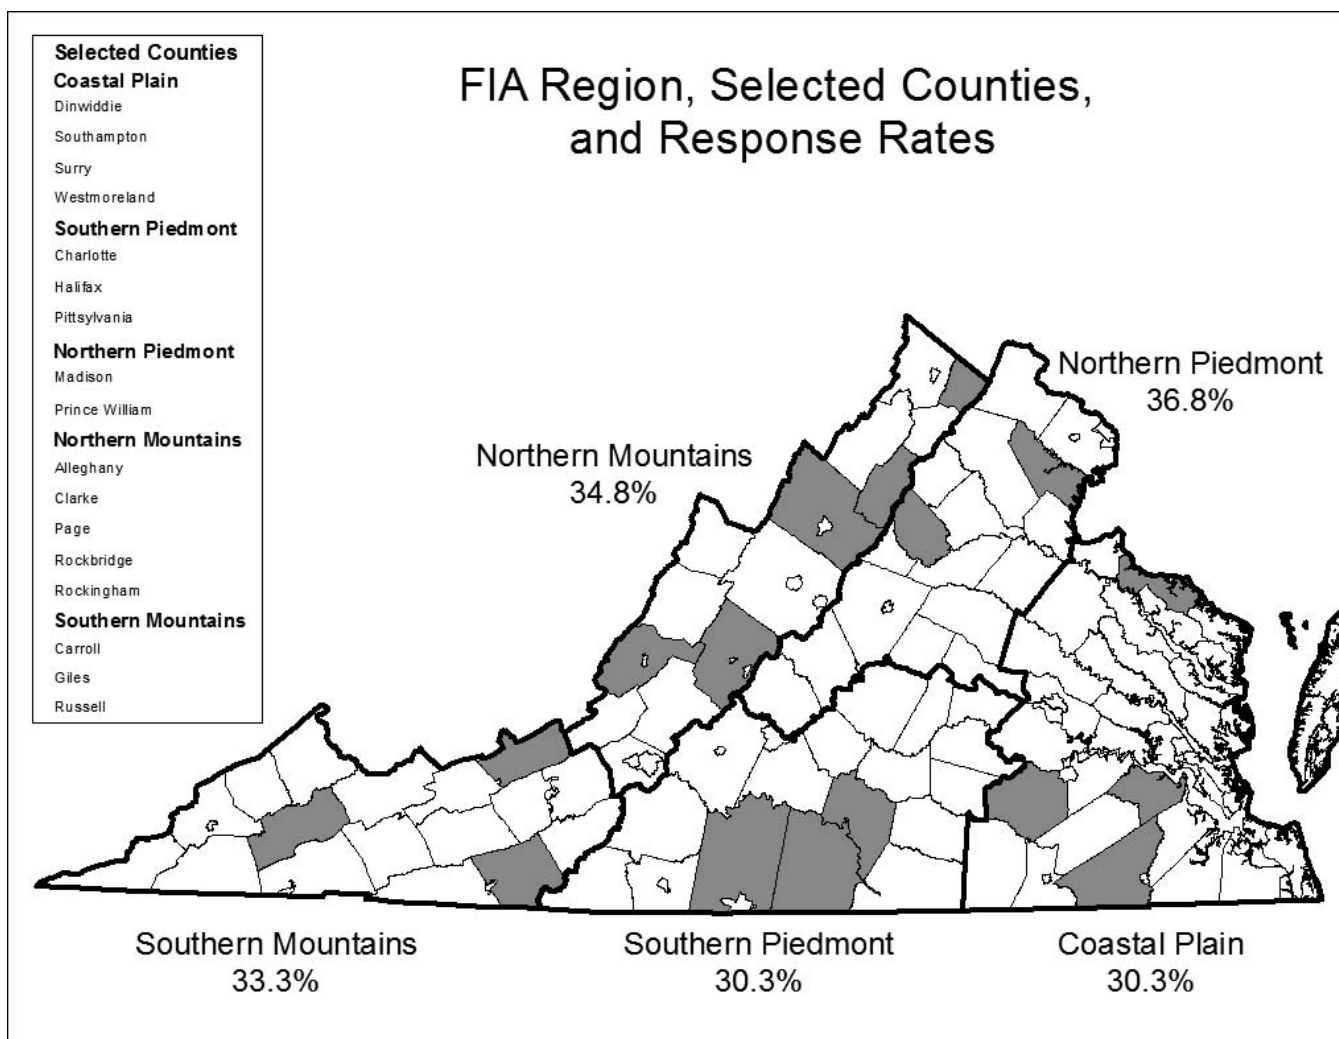 Selected Counties
Coastal Plain
Dinwiddie
Southampton
Surry
Westmoreland
Southern Piedmont
Charlotte
Halifax
Pittsylvania
Northern Piedmont
Madison
Prince William
Northern Mountains
Alleghany
Clarke
Page
Rockbridge
Rockingham
Southern Mountains
Carroll
Giles
Russell
FIA Region, Selected Counties,
and Response Rates
Northern Piedmont
36.8%
Northern Mountains
34.8%
Southern Mountains
33.3%
Southern Piedmont
30.3%
Coastal Plain
30.3%